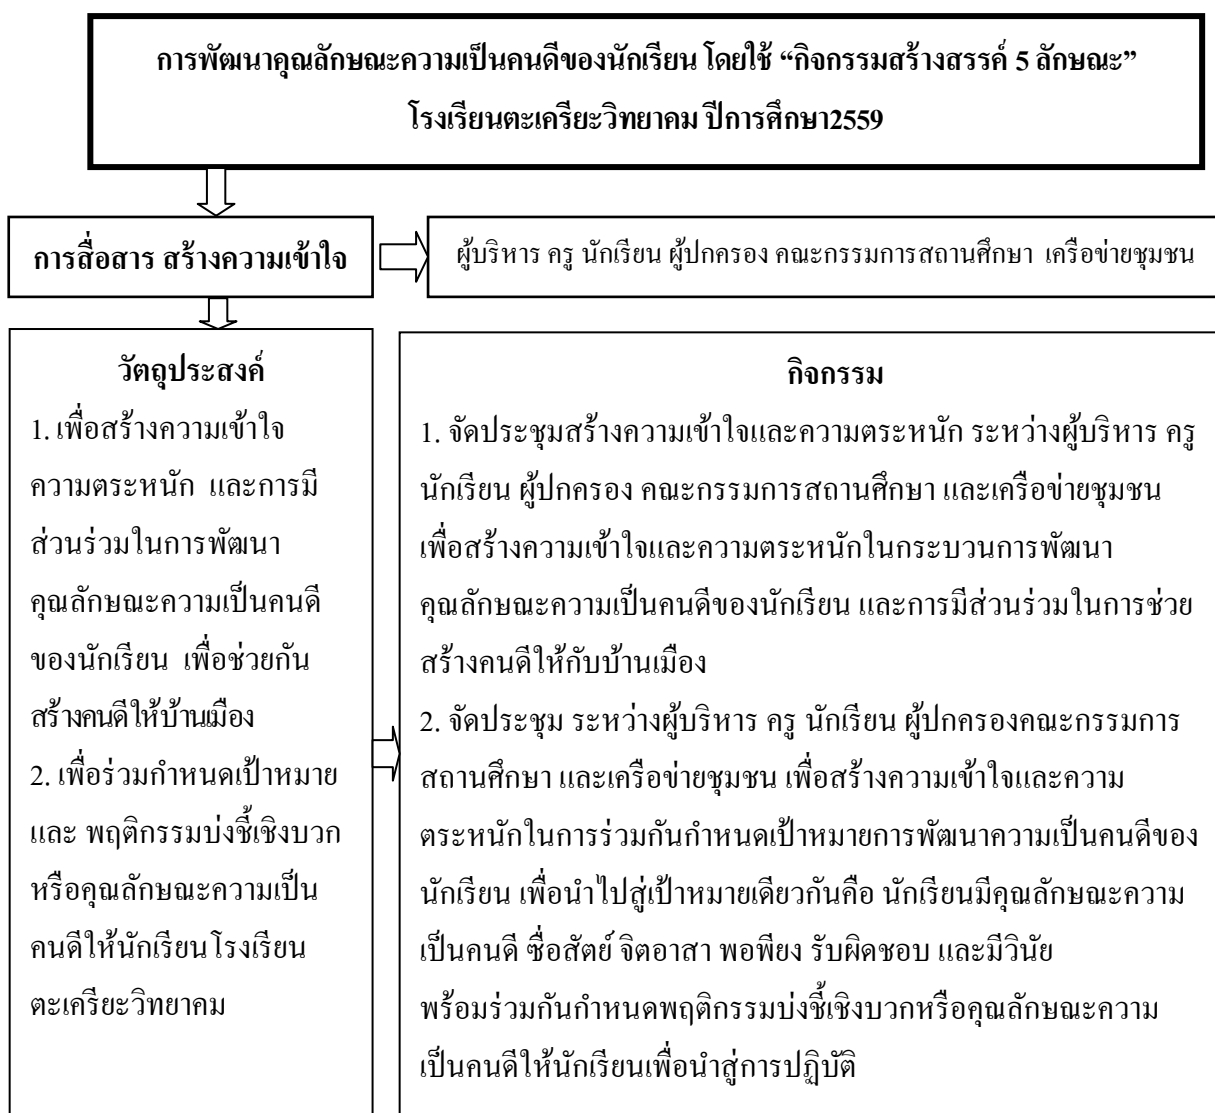 การพัฒนาคุณลักษณะความเป็นคนดีของนักเรียน โดยใช้ “กิจกรรมสร้างสรรค์ 5 ลักษณะ”
โรงเรียนตะเครียะวิทยาคม ปีการศึกษา2559
การสื่อสาร สร้างความเข้าใจ
ผู้บริหาร ครู นักเรียน ผู้ปกครอง คณะกรรมการสถานศึกษา เครือข่ายชุมชน
วัตถุประสงค์
1. เพื่อสร้างความเข้าใจ
ความตระหนัก และการมี
ส่วนร่วมในการพัฒนา
คุณลักษณะความเป็นคนดี
ของนักเรียน เพื่อช่วยกัน
สร้างคนดีให้บ้านเมือง
2. เพื่อร่วมกำหนดเป้าหมาย
และ พฤติกรรมบ่งชี้เชิงบวก
หรือคุณลักษณะความเป็น
คนดีให้นักเรียน โรงเรียน
ตะเครียะวิทยาคม
กิจกรรม
1. จัดประชุมสร้างความเข้าใจและความตระหนัก ระหว่างผู้บริหาร ครู
นักเรียน ผู้ปกครอง คณะกรรมการสถานศึกษา และเครือข่ายชุมชน
เพื่อสร้างความเข้าใจและความตระหนักในกระบวนการพัฒนา
คุณลักษณะความเป็นคนดีของนักเรียน และการมีส่วนร่วมในการช่วย
สร้างคนดีให้กับบ้านเมือง
2. จัดประชุม ระหว่างผู้บริหาร ครู นักเรียน ผู้ปกครองคณะกรรมการ
สถานศึกษา และเครือข่ายชุมชน เพื่อสร้างความเข้าใจและความ
ตระหนักในการร่วมกันกำหนดเป้าหมายการพัฒนาความเป็นคนดีของ
นักเรียน เพื่อนำไปสู่เป้าหมายเดียวกันคือ นักเรียนมีคุณลักษณะความ
เป็นคนดี ซื่อสัตย์ จิตอาสา พอพียง รับผิดชอบ และมีวินัย
พร้อมร่วมกันกำหนดพฤติกรรมบ่งชี้เชิงบวกหรือคุณลักษณะความ
เป็นคนดีให้นักเรียนเพื่อนำสู่การปฏิบัติ